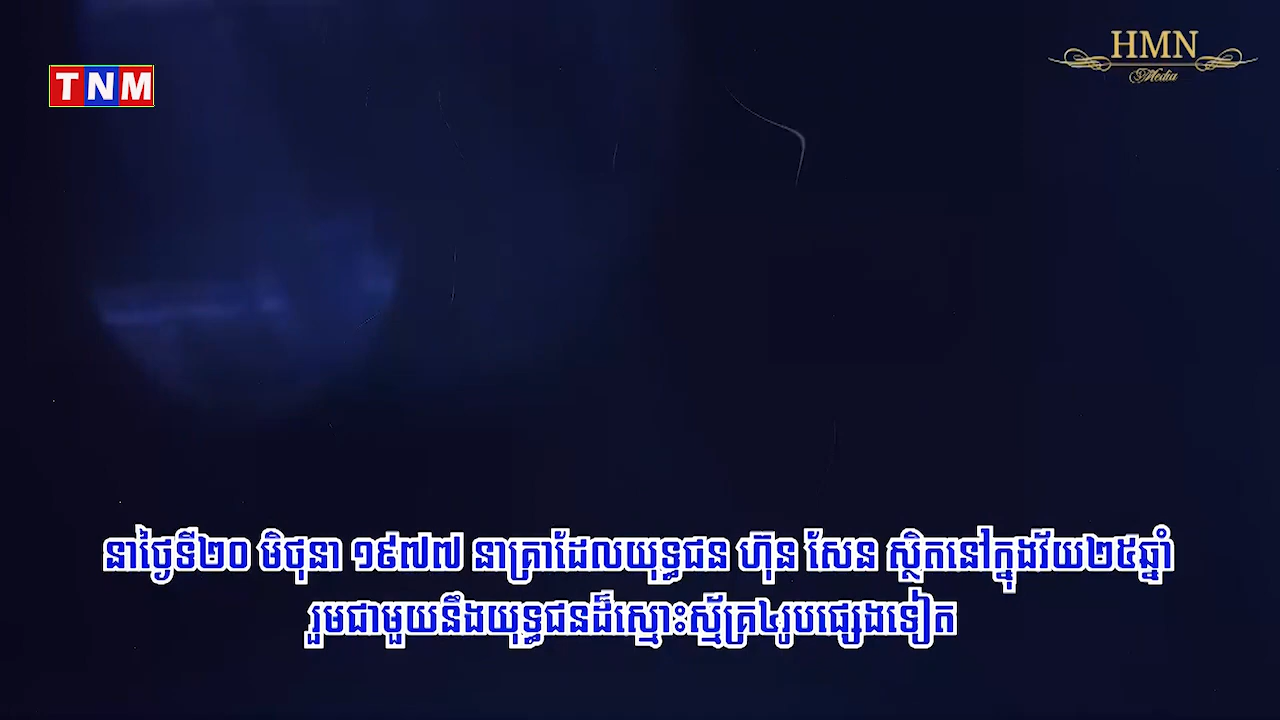 TNM
HMN
Media
នាថ្ងៃទី២០ មិថុនា ១៩៧៧ នាគ្រាដែលយុទ្ធជន ហ៊ុន សែន ស្ថិតនៅក្នុងវ័យ២៥ឆ្នាំ
រួមជាមួយនឹងយុទ្ធជនដ៏ស្មោះស្ម័គ្រ៤រូបផ្សេងទៀត